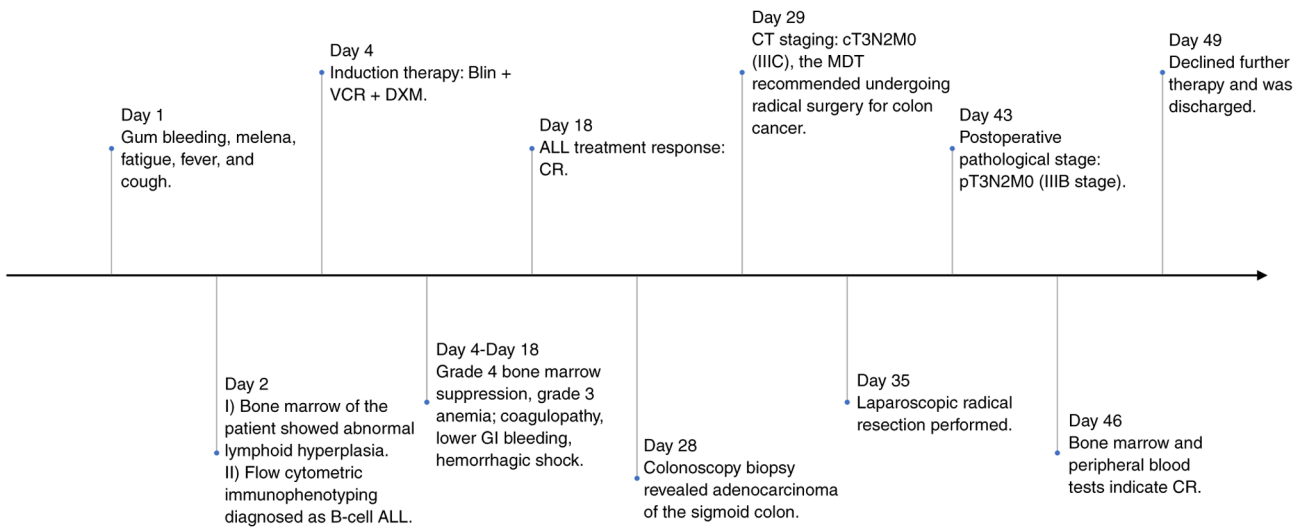 Day 1
Gum bleeding, melena,
fatigue, fever, and
cough.
Day 2
I) Bone marrow of the
patient showed abnormal
lymphoid hyperplasia.
II) Flow cytometric
immunophenotyping
diagnosed as B-cell ALL.
Day 4
Induction therapy: Blin +
VCR + DXM.
Day 4-Day 18
Grade 4 bone marrow
suppression, grade 3
anemia; coagulopathy,
lower GI bleeding,
hemorrhagic shock.
Day 18
ALL treatment response:
CR.
Day 28
Colonoscopy biopsy
revealed adenocarcinoma
of the sigmoid colon.
Day 29
CT staging: cT3N2M0
(IIIC), the MDT
recommended undergoing
radical surgery for colon
cancer.
Day 35
Laparoscopic radical
resection performed.
Day 43
Postoperative
pathological stage:
pT3N2M0 (IIIB stage).
Day 46
Bone marrow and
peripheral blood
tests indicate CR.
Day 49
Declined further
therapy and was
discharged.